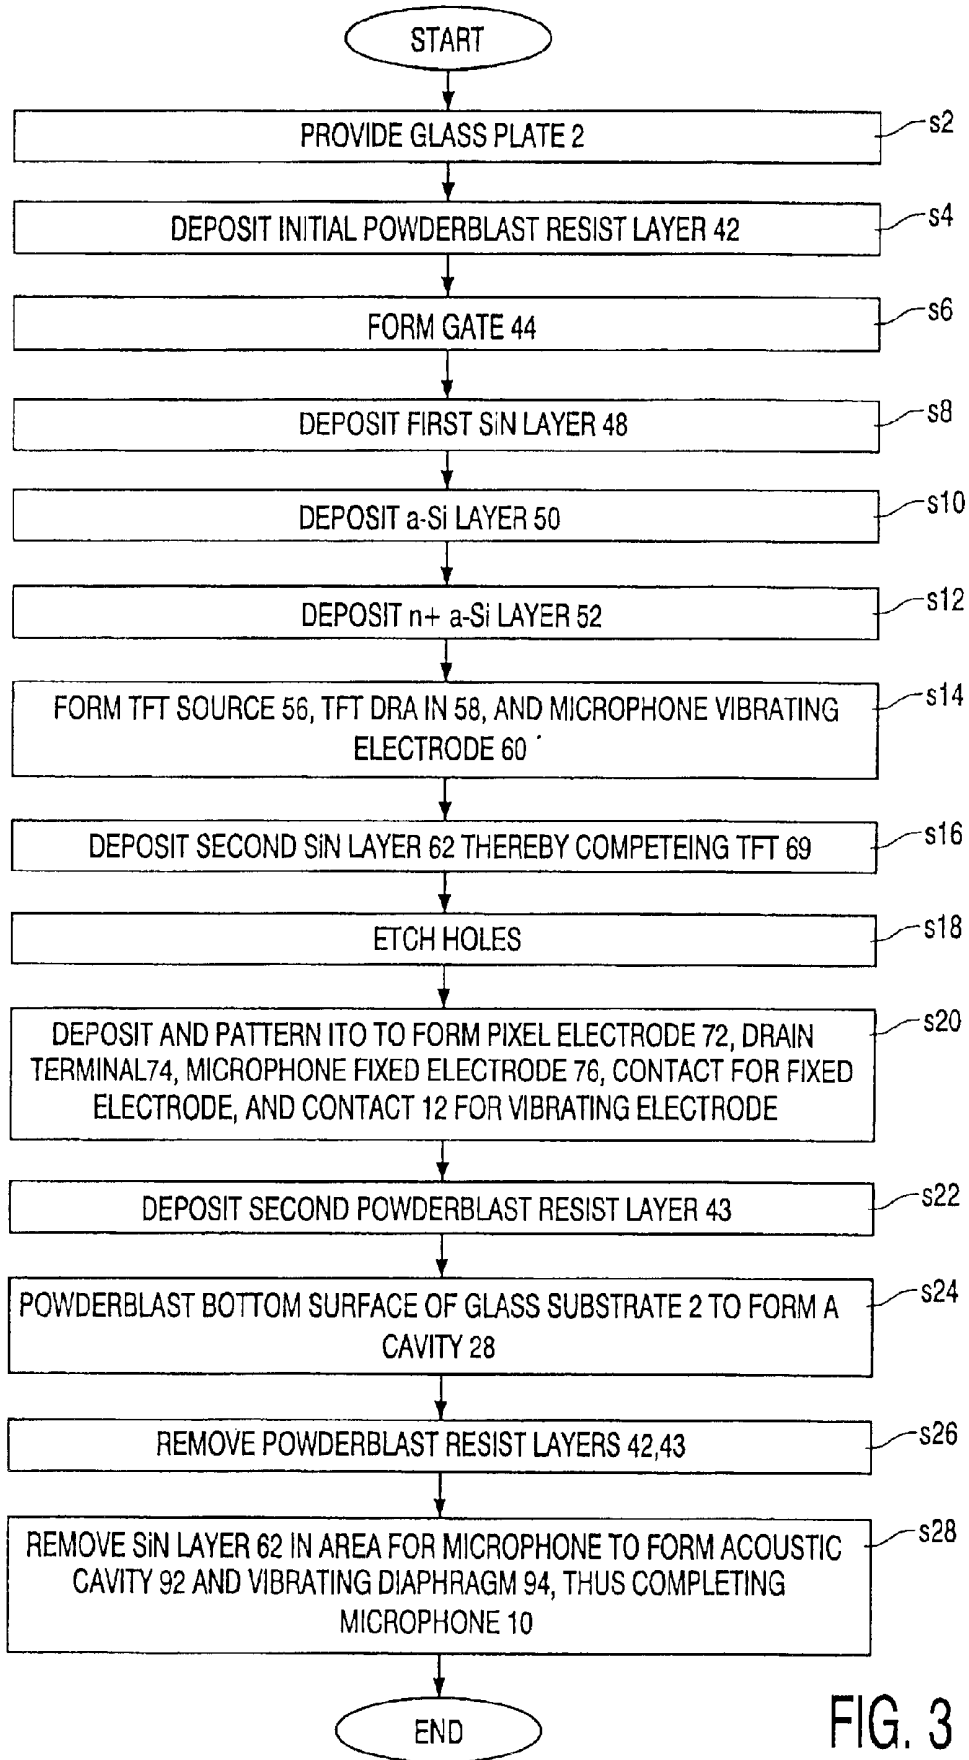 START
PROVIDE GLASS PLATE 2
s2
DEPOSIT INITIAL POWDERBLAST RESIST LAYER 42
s4
FORM GATE 44
s6
DEPOSIT FIRST SiN LAYER 48
s8
DEPOSIT a-Si LAYER 50
s10
DEPOSIT n+ a-Si LAYER 52
s12
FORM TFT SOURCE 56, TFT DRA IN 58, AND MICROPHONE VIBRATING
ELECTRODE 60
s14
DEPOSIT SECOND SiN LAYER 62 THEREBY COMPETEING TFT 69
s16
ETCH HOLES
s18
DEPOSIT AND PATTERN ITO TO FORM PIXEL ELECTRODE 72, DRAIN
TERMINAL74, MICROPHONE FIXED ELECTRODE 76, CONTACT FOR FIXED
ELECTRODE, AND CONTACT 12 FOR VIBRATING ELECTRODE
s20
DEPOSIT SECOND POWDERBLAST RESIST LAYER 43
s22
POWDERBLAST BOTTOM SURFACE OF GLASS SUBSTRATE 2 TO FORM A
CAVITY 28
s24
REMOVE POWDERBLAST RESIST LAYERS 42,43
s26
REMOVE SiN LAYER 62 IN AREA FOR MICROPHONE TO FORM ACOUSTIC
CAVITY 92 AND VIBRATING DIAPHRAGM 94, THUS COMPLETING
MICROPHONE 10
s28
END
FIG. 3